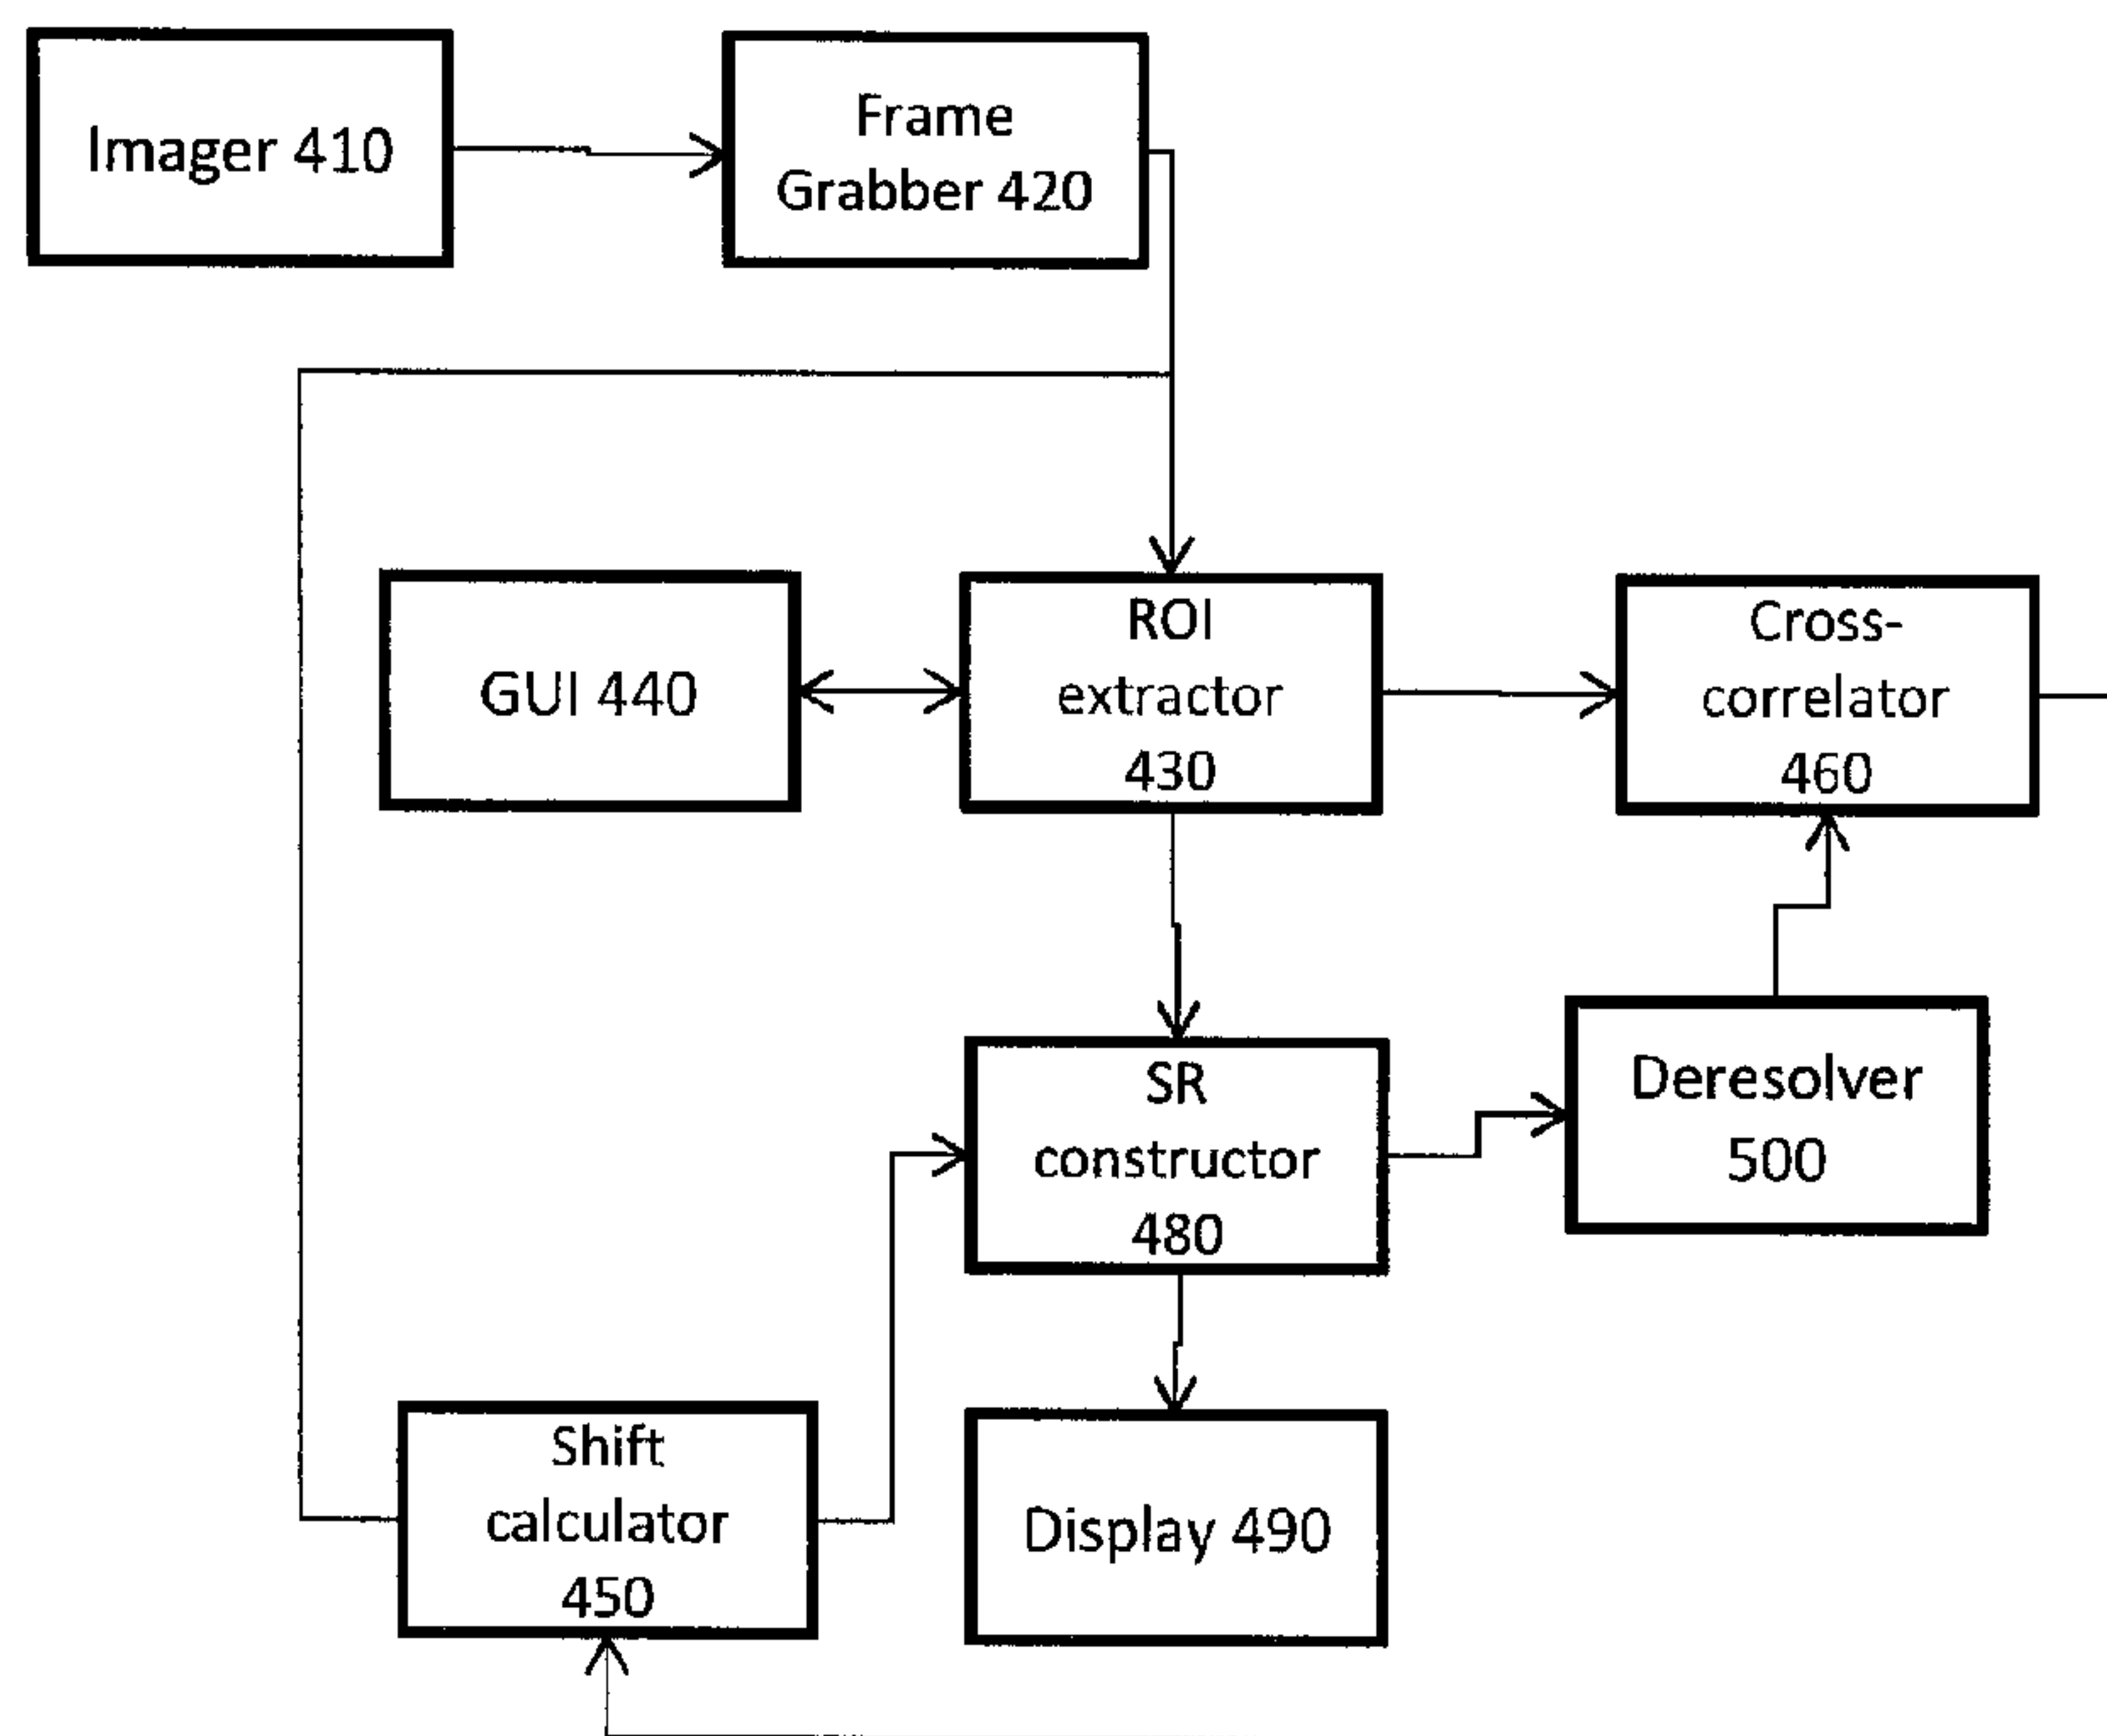 Imager 410
Frame
Grabber 420
GUI 440
ROI
extractor
430
Cross-
correlator
460
SR
constructor
480
Deresolver
500
Shift
calculator
450
Display 490